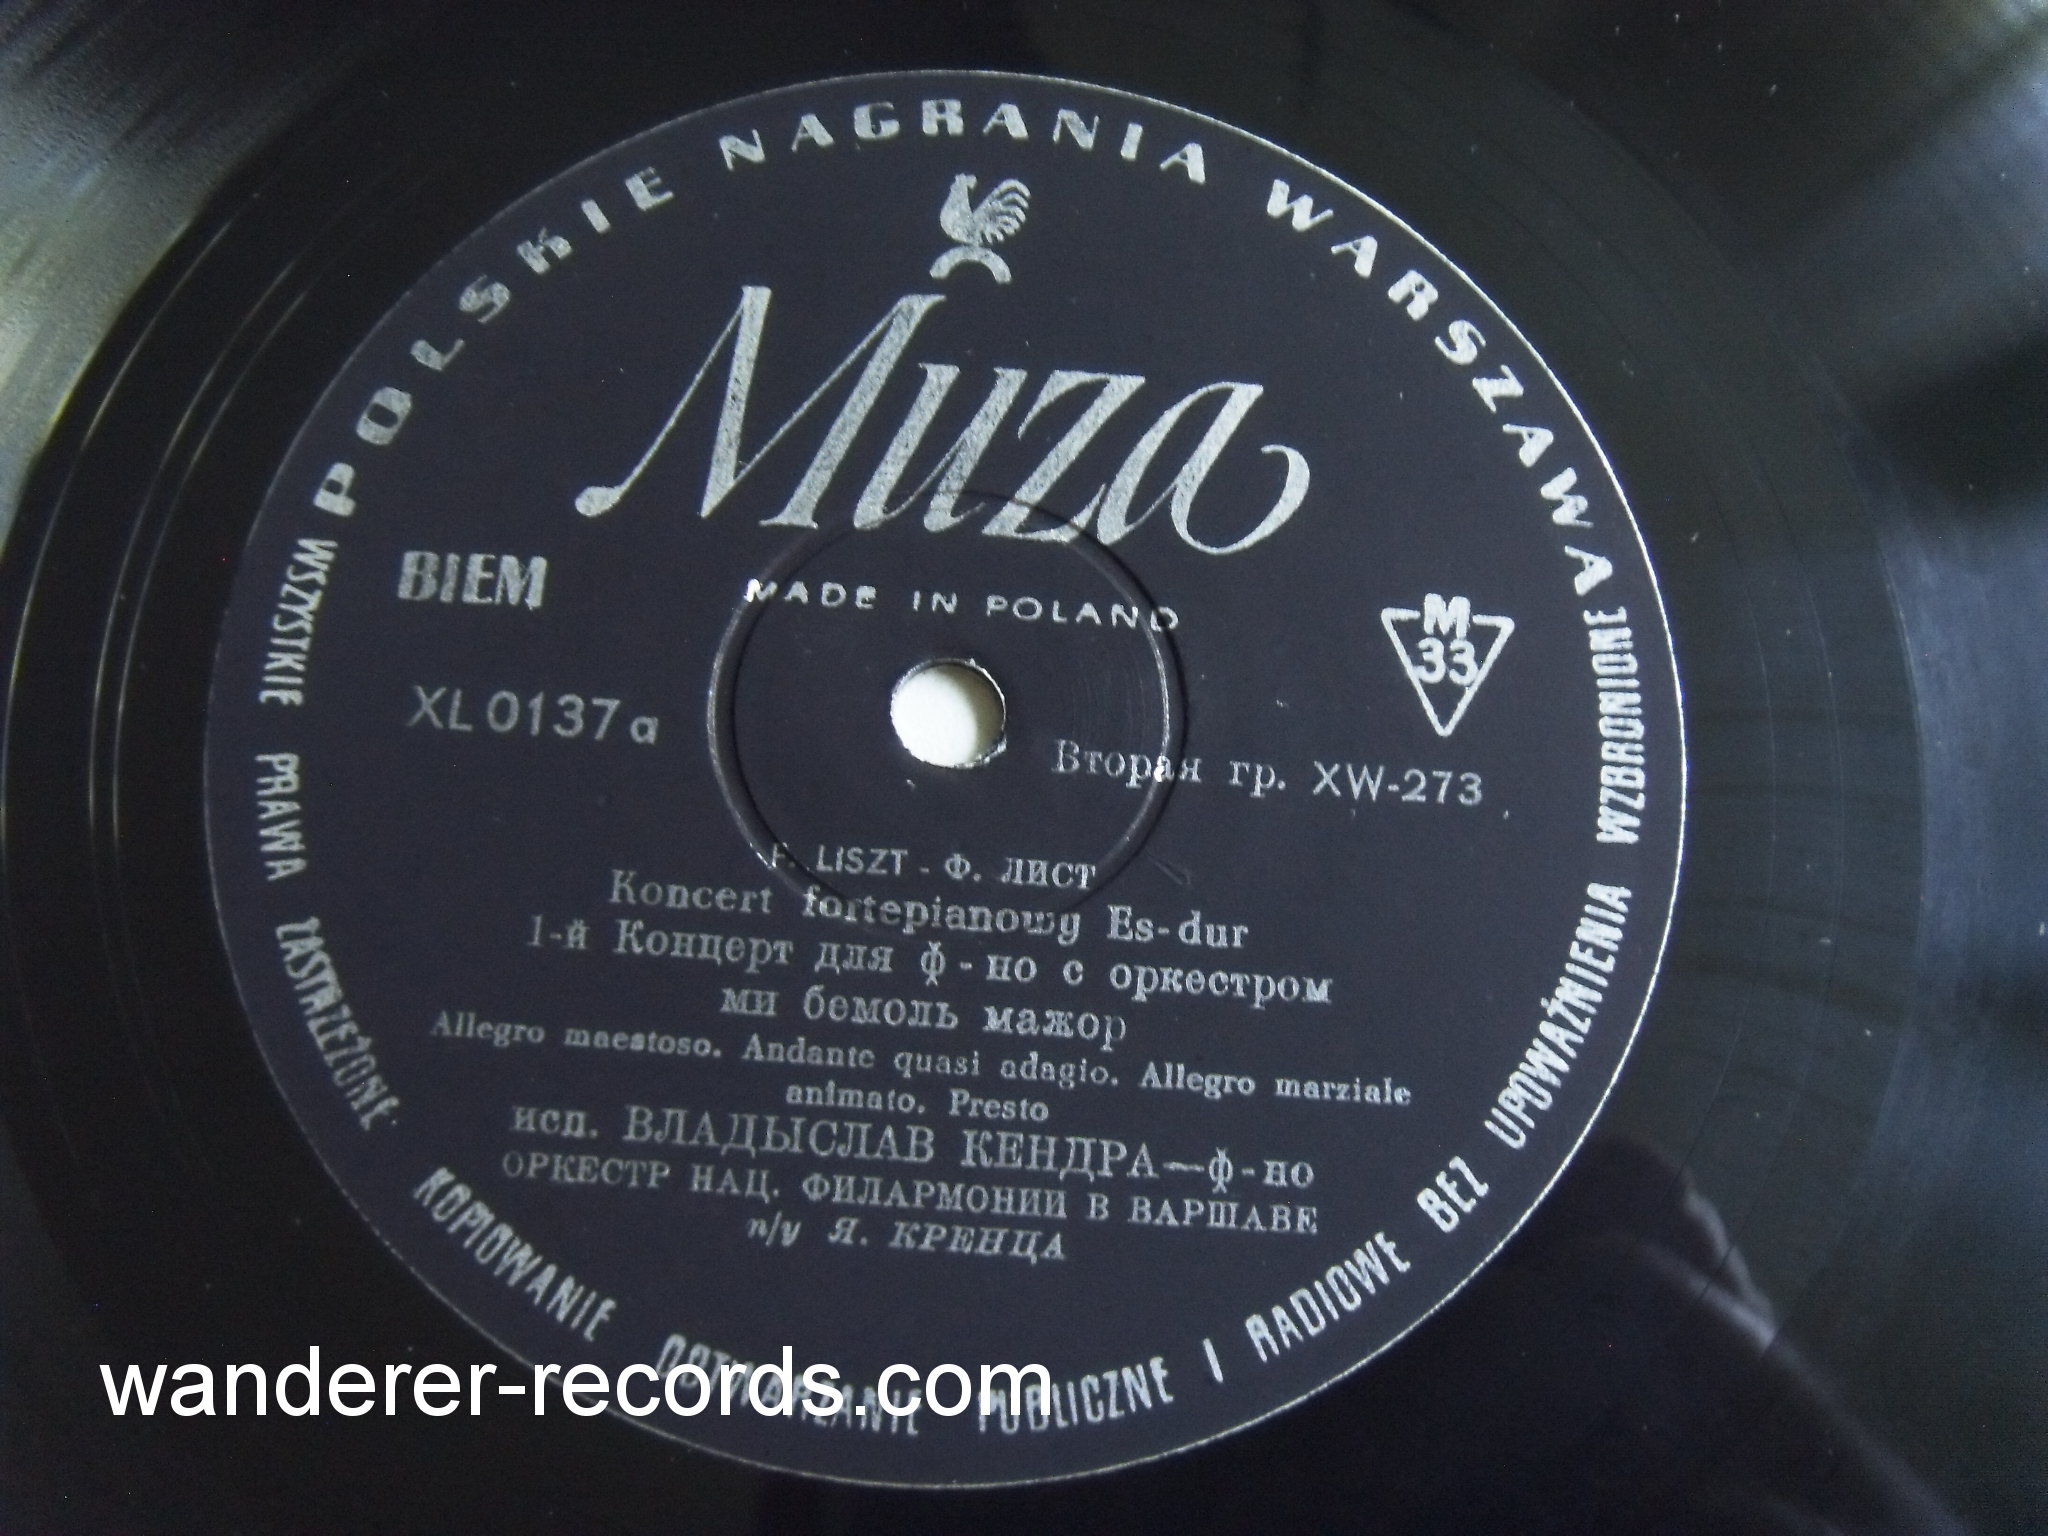 POLSKIE NAGRANIA WARSZAWA
Muza
MADE IN POLAND
BIEM
M
33
XL 0137 a
Вторая гр. XW-273
F. LISZT - Ф. ЛИСТ
Koncert fortepianowy Es-dur
1-й Концерт для ф-но с оркестром
ми бемоль мажор
Allegro maestoso. Andante quasi adagio. Allegro marziale
animato. Presto
исп. ВЛАДЫСЛАВ КЕНДРА—ф-но
ОРКЕСТР НАЦ. ФИЛАРМОНИИ В ВАРШАВЕ
п/у Я. КРЕНЦА
WSZYSTKIE PRAWA ZASTRZEŻONE KOPIOWANIE ODTWARZANIE PUBLICZNE I RADIOWE BEZ UPOWAŻNIENIA WZBRONIONE
wanderer-records.com